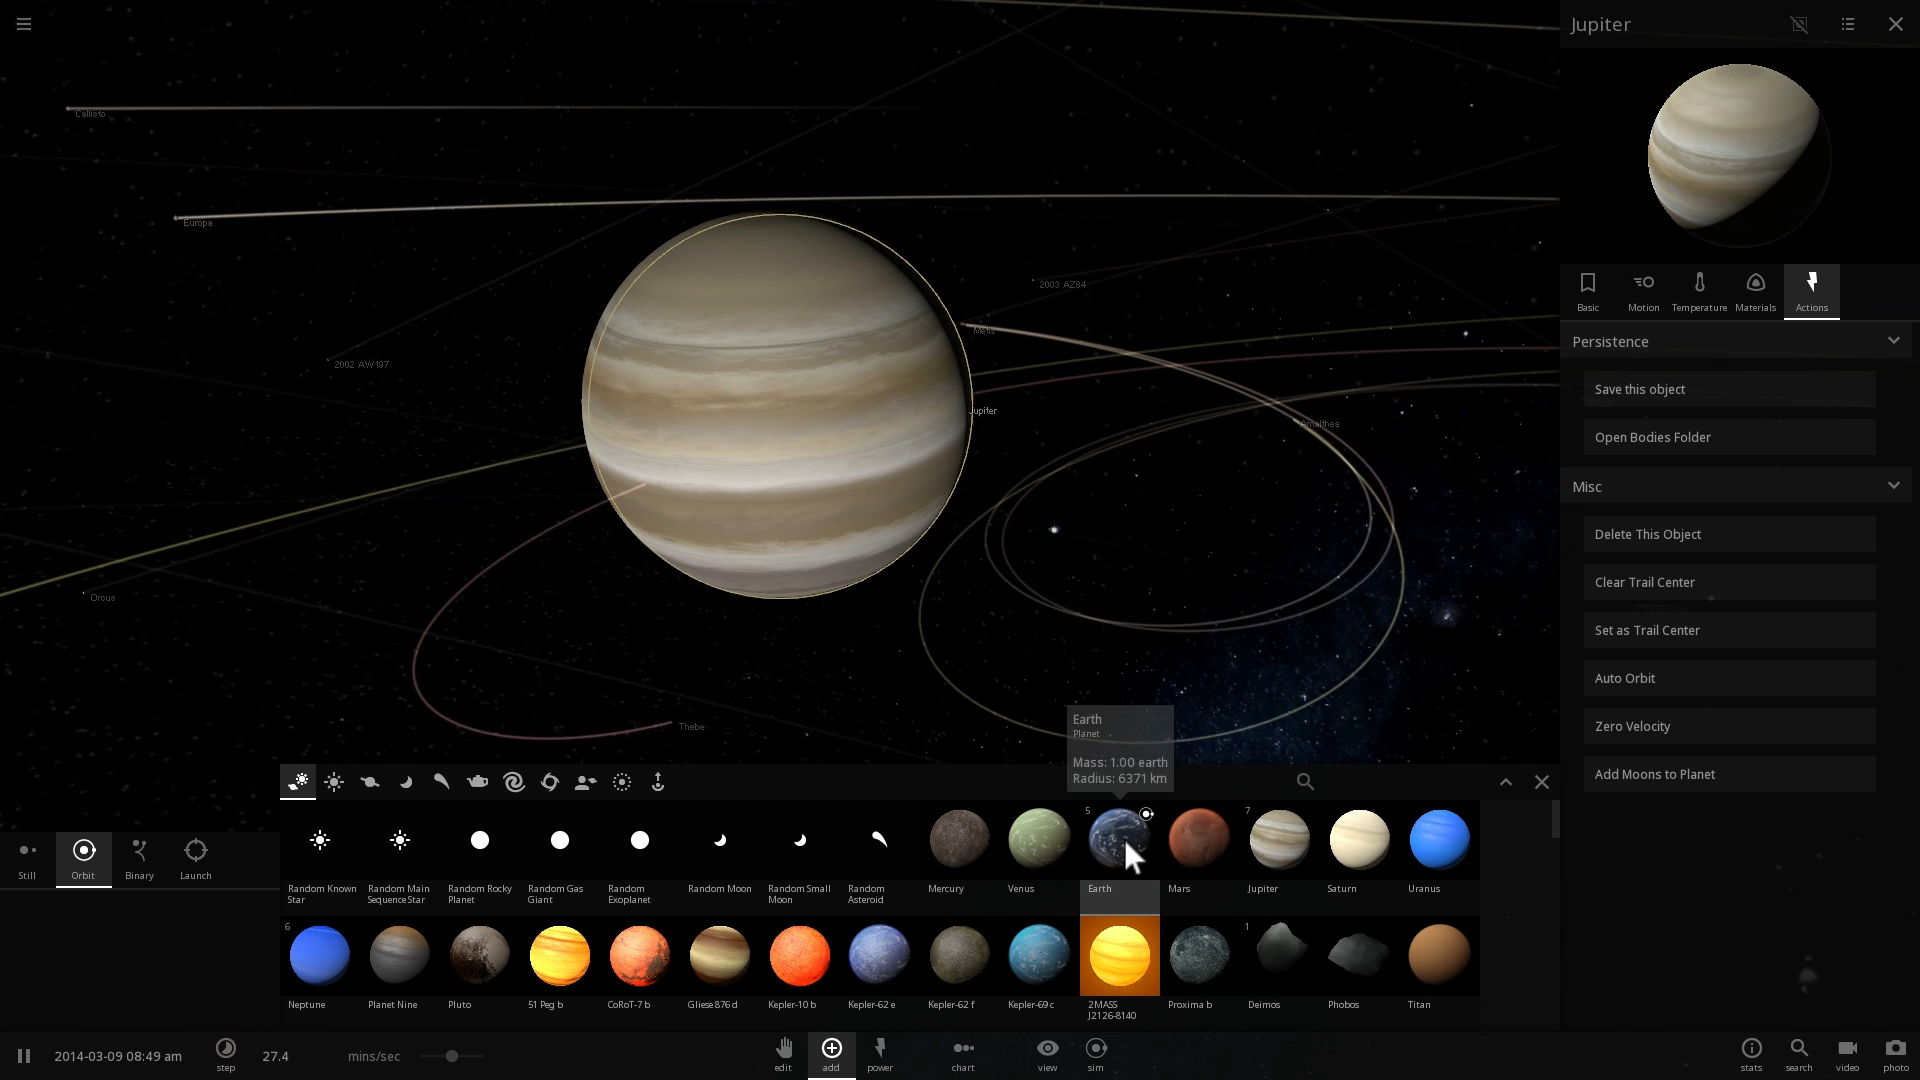 Jupiter
Callisto
Europa
2003 AZ84
Metis
2002 AW197
Jupiter
Amalthea
Orcus
Thebe
Basic
Motion
Temperature
Materials
Actions
Persistence
Save this object
Open Bodies Folder
Misc
Delete This Object
Clear Trail Center
Set as Trail Center
Auto Orbit
Zero Velocity
Add Moons to Planet
Earth
Planet
Mass: 1.00 earth
Radius: 6371 km
Still
Orbit
Binary
Launch
5
7
Random Known
Star
Random Main
Sequence Star
Random Rocky
Planet
Random Gas
Giant
Random
Exoplanet
Random Moon
Random Small
Moon
Random
Asteroid
Mercury
Venus
Earth
Mars
Jupiter
Saturn
Uranus
6
1
Neptune
Planet Nine
Pluto
51 Peg b
CoRoT-7 b
Gliese 876 d
Kepler-10 b
Kepler-62 e
Kepler-62 f
Kepler-69 c
2MASS
J2126-8140
Proxima b
Deimos
Phobos
Titan
2014-03-09 08:49 am
step
27.4
mins/sec
edit
add
power
chart
view
sim
stats
search
video
photo